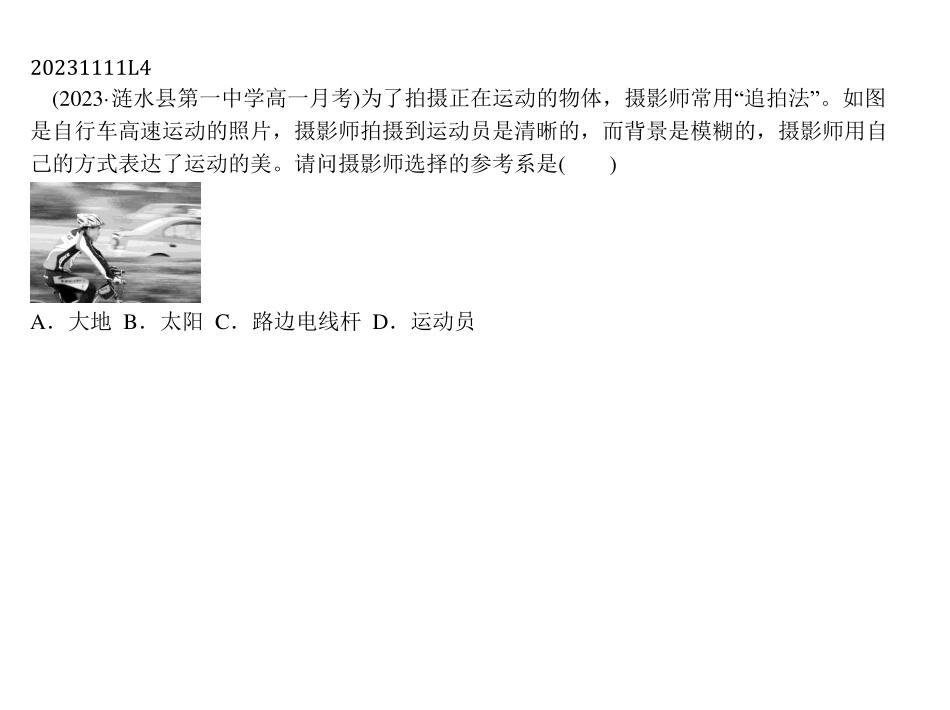 20231111L4
(2023·涟水县第一中学高一月考)为了拍摄正在运动的物体，摄影师常用“追拍法”。如图
是自行车高速运动的照片，摄影师拍摄到运动员是清晰的，而背景是模糊的，摄影师用自
己的方式表达了运动的美。请问摄影师选择的参考系是(　　)
A．大地 B．太阳 C．路边电线杆 D．运动员